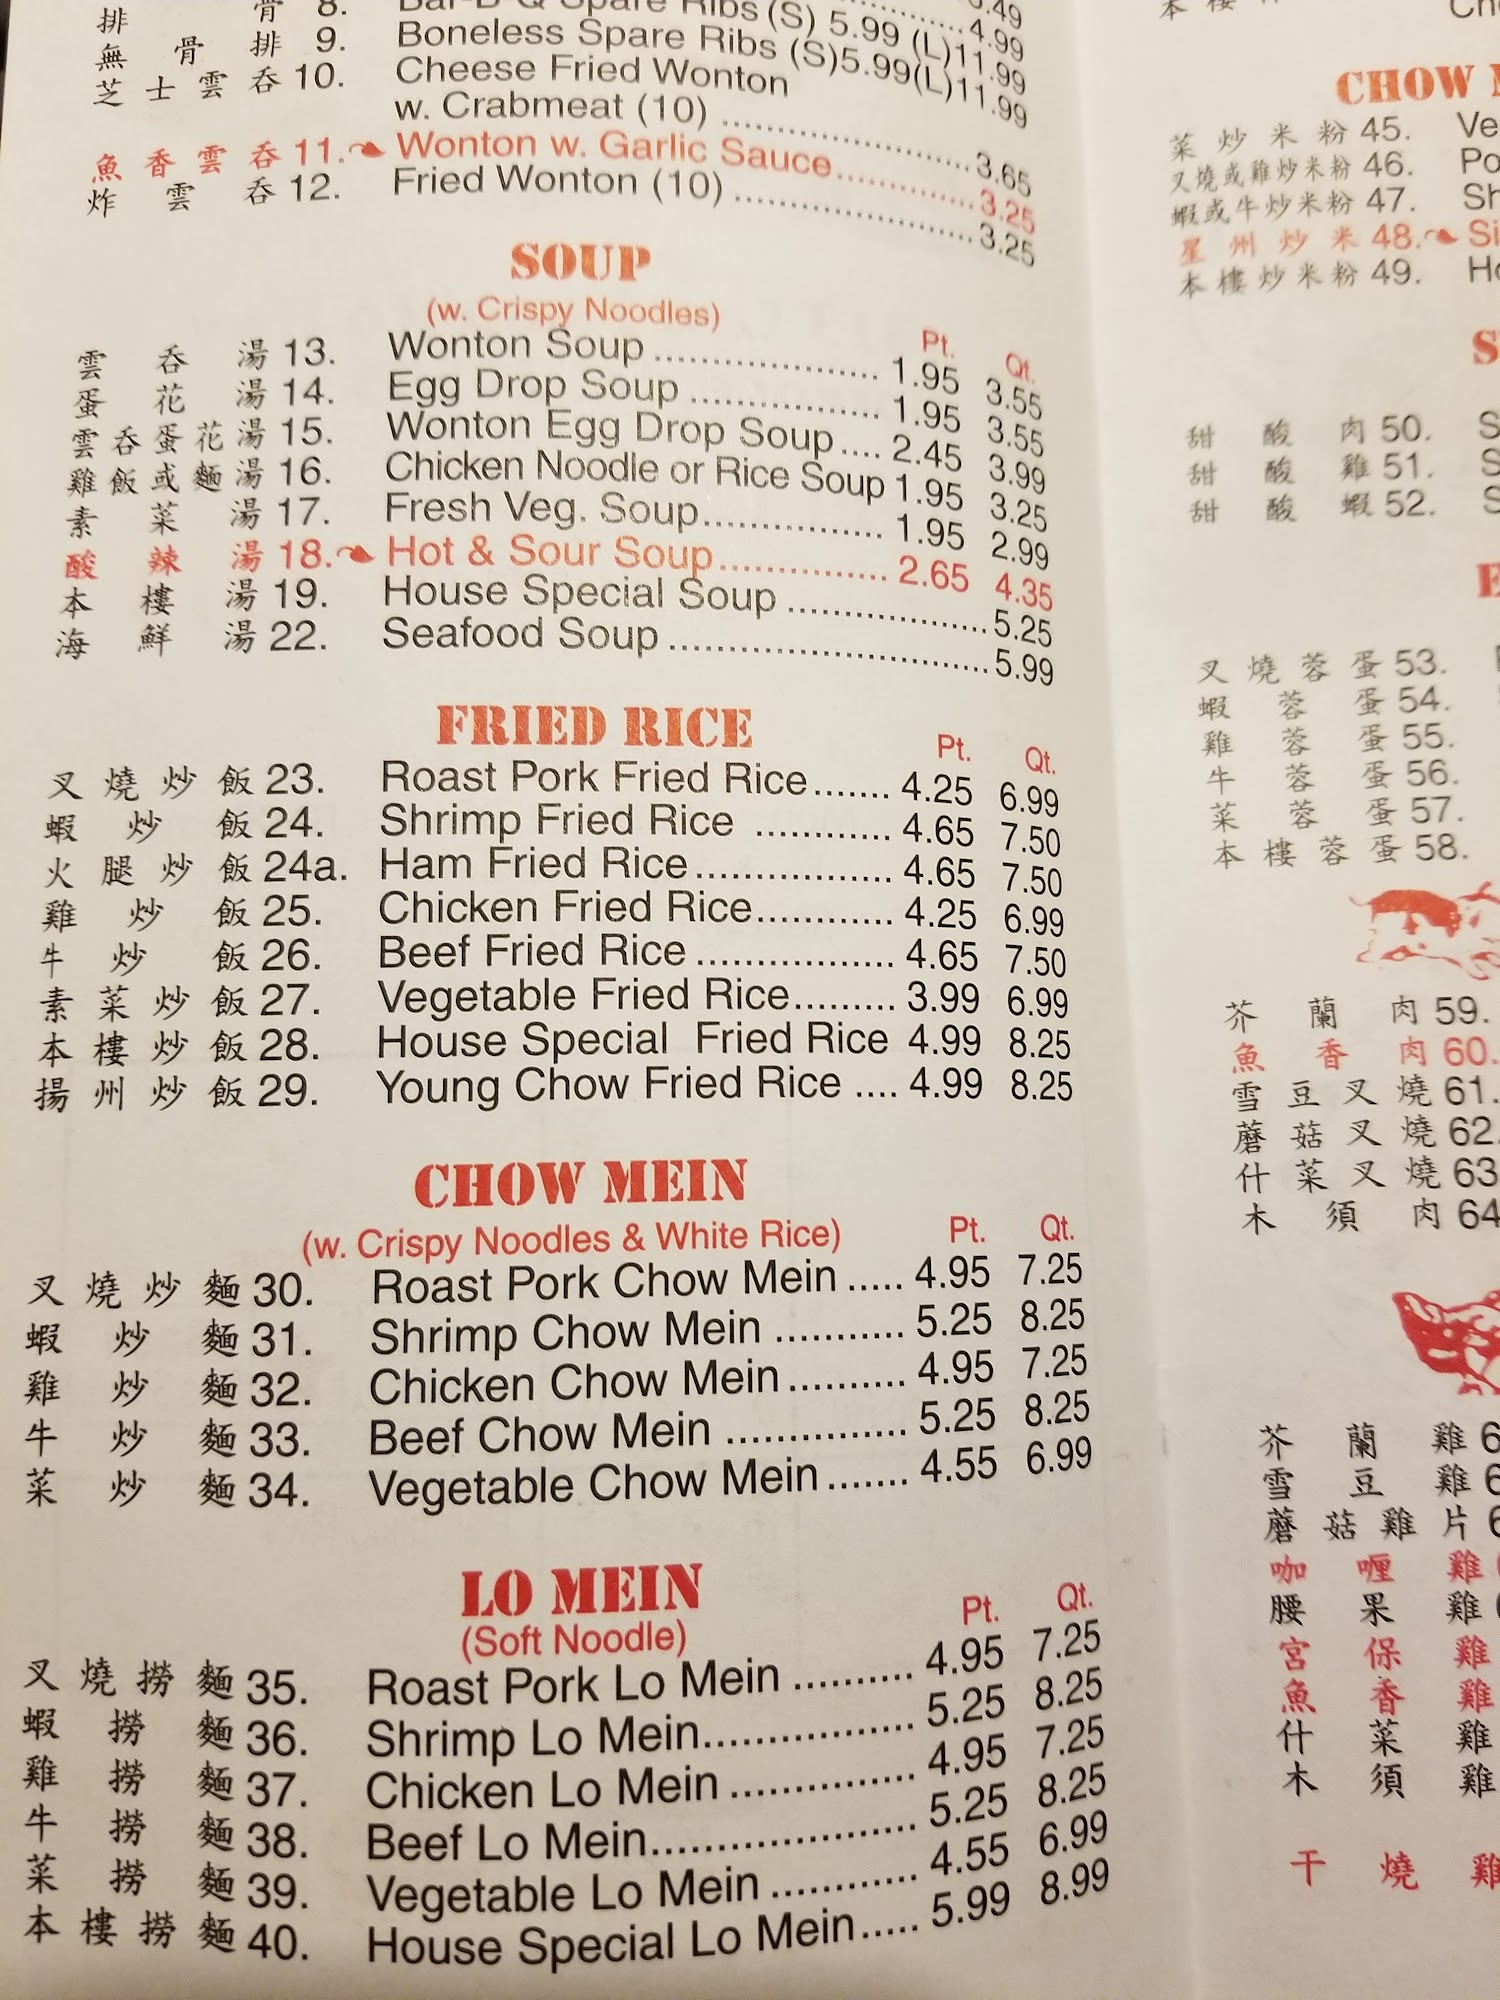 排 骨 8. Bar-B-Q Spare Ribs (S) 5.99 (L)11.99
無 骨 排 9. Boneless Spare Ribs (S)5.99(L)11.99
芝 士 雲 吞 10. Cheese Fried Wonton
w. Crabmeat (10) ........................ 3.65
魚 香 雲 吞 11. Wonton w. Garlic Sauce ............. 3.25
炸 雲 吞 12. Fried Wonton (10) ........................ 3.25
SOUP
(w. Crispy Noodles)
Pt. Qt.
雲 吞 湯 13. Wonton Soup ...................... 1.95 3.55
蛋 花 湯 14. Egg Drop Soup .................. 1.95 3.55
雲 吞 蛋 花 湯 15. Wonton Egg Drop Soup .... 2.45 3.99
雞 飯 或 麵 湯 16. Chicken Noodle or Rice Soup 1.95 3.25
素 菜 湯 17. Fresh Veg. Soup ................. 1.95 2.99
酸 辣 湯 18. Hot & Sour Soup ................ 2.65 4.35
本 樓 湯 19. House Special Soup ................... 5.25
海 鮮 湯 22. Seafood Soup ............................. 5.99
FRIED RICE
Pt. Qt.
叉 燒 炒 飯 23. Roast Pork Fried Rice ....... 4.25 6.99
蝦 炒 飯 24. Shrimp Fried Rice ............ 4.65 7.50
火 腿 炒 飯 24a. Ham Fried Rice ................. 4.65 7.50
雞 炒 飯 25. Chicken Fried Rice ............ 4.25 6.99
牛 炒 飯 26. Beef Fried Rice ................. 4.65 7.50
素 菜 炒 飯 27. Vegetable Fried Rice ......... 3.99 6.99
本 樓 炒 飯 28. House Special Fried Rice 4.99 8.25
揚 州 炒 飯 29. Young Chow Fried Rice .... 4.99 8.25
CHOW MEIN
(w. Crispy Noodles & White Rice)
Pt. Qt.
叉 燒 炒 麵 30. Roast Pork Chow Mein ..... 4.95 7.25
蝦 炒 麵 31. Shrimp Chow Mein ........... 5.25 8.25
雞 炒 麵 32. Chicken Chow Mein .......... 4.95 7.25
牛 炒 麵 33. Beef Chow Mein ................ 5.25 8.25
菜 炒 麵 34. Vegetable Chow Mein ....... 4.55 6.99
LO MEIN
(Soft Noodle)
Pt. Qt.
叉 燒 撈 麵 35. Roast Pork Lo Mein .......... 4.95 7.25
蝦 撈 麵 36. Shrimp Lo Mein .................. 5.25 8.25
雞 撈 麵 37. Chicken Lo Mein ................ 4.95 7.25
牛 撈 麵 38. Beef Lo Mein ...................... 5.25 8.25
菜 撈 麵 39. Vegetable Lo Mein ............. 4.55 6.99
本 樓 撈 麵 40. House Special Lo Mein ..... 5.99 8.99
CHOW
菜 炒 米 粉 45. Ve
叉燒或雞炒米粉 46. Po
蝦或牛炒米粉 47. Sh
星 州 炒 米 48. Si
本 樓 炒 米 粉 49. Ho
甜 酸 肉 50. S
甜 酸 雞 51. S
甜 酸 蝦 52. S
叉 燒 蓉 蛋 53.
蝦 蓉 蛋 54.
雞 蓉 蛋 55.
牛 蓉 蛋 56.
菜 蓉 蛋 57.
本 樓 蓉 蛋 58.
芥 蘭 肉 59.
魚 香 肉 60.
雪 豆 叉 燒 61.
蘑 菇 叉 燒 62.
什 菜 叉 燒 63
木 須 肉 64
芥 蘭 雞 6
雪 豆 雞 6
蘑 菇 雞 片 6
咖 喱 雞
腰 果 雞
宮 保 雞
魚 香 雞
什 菜 雞
木 須 雞
干 燒 雞